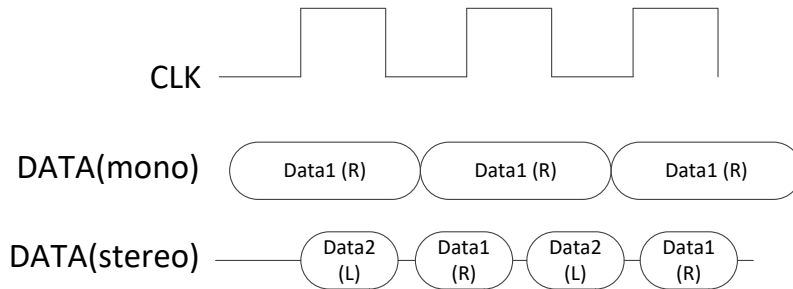 CLK
DATA(mono) Data1 (R) Data1 (R) Data1 (R)
DATA(stereo) Data2 Data1 Data2 Data1
(L) (R) (L) (R)